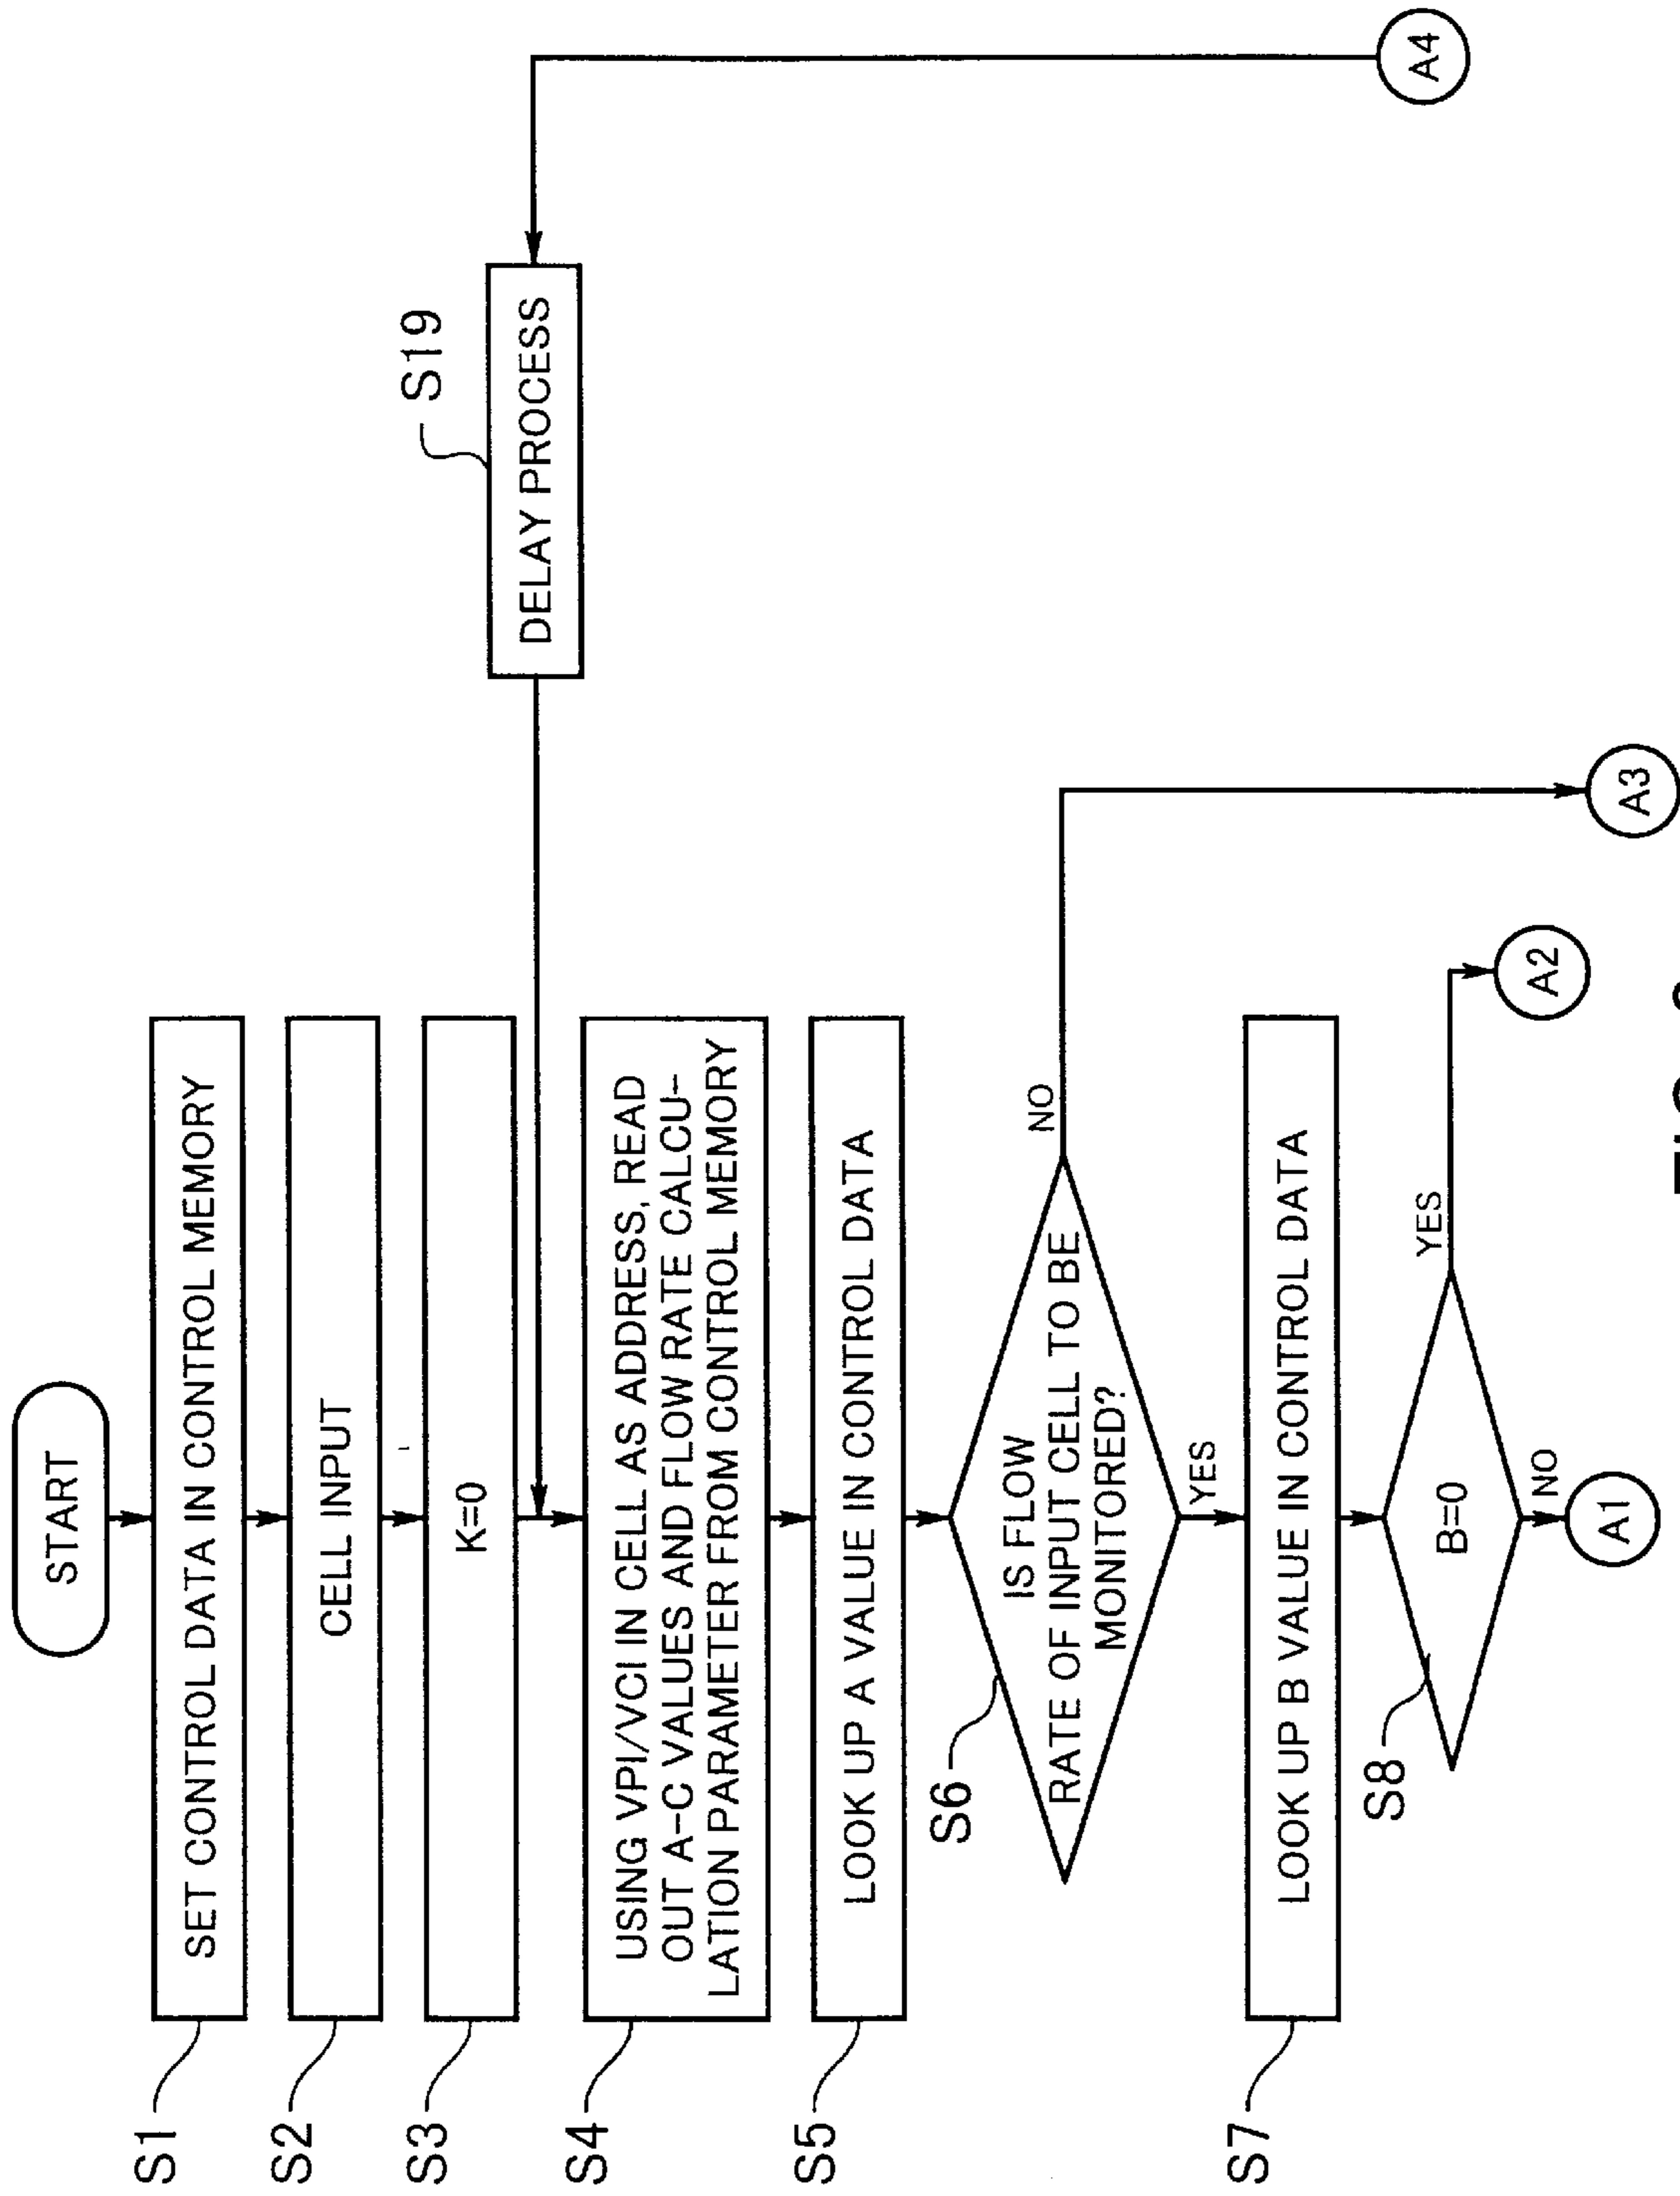 START
S1
SET CONTROL DATA IN CONTROL MEMORY
S2
CELL INPUT
S3
K=0
S19
DELAY PROCESS
S4
USING VPI/VCI IN CELL AS ADDRESS, READ
OUT A-C VALUES AND FLOW RATE CALCU-
LATION PARAMETER FROM CONTROL MEMORY
S5
LOOK UP A VALUE IN CONTROL DATA
S6
IS FLOW
RATE OF INPUT CELL TO BE
MONITORED?
NO
YES
S7
LOOK UP B VALUE IN CONTROL DATA
S8
B=0
YES
NO
A1
A2
A3
A4